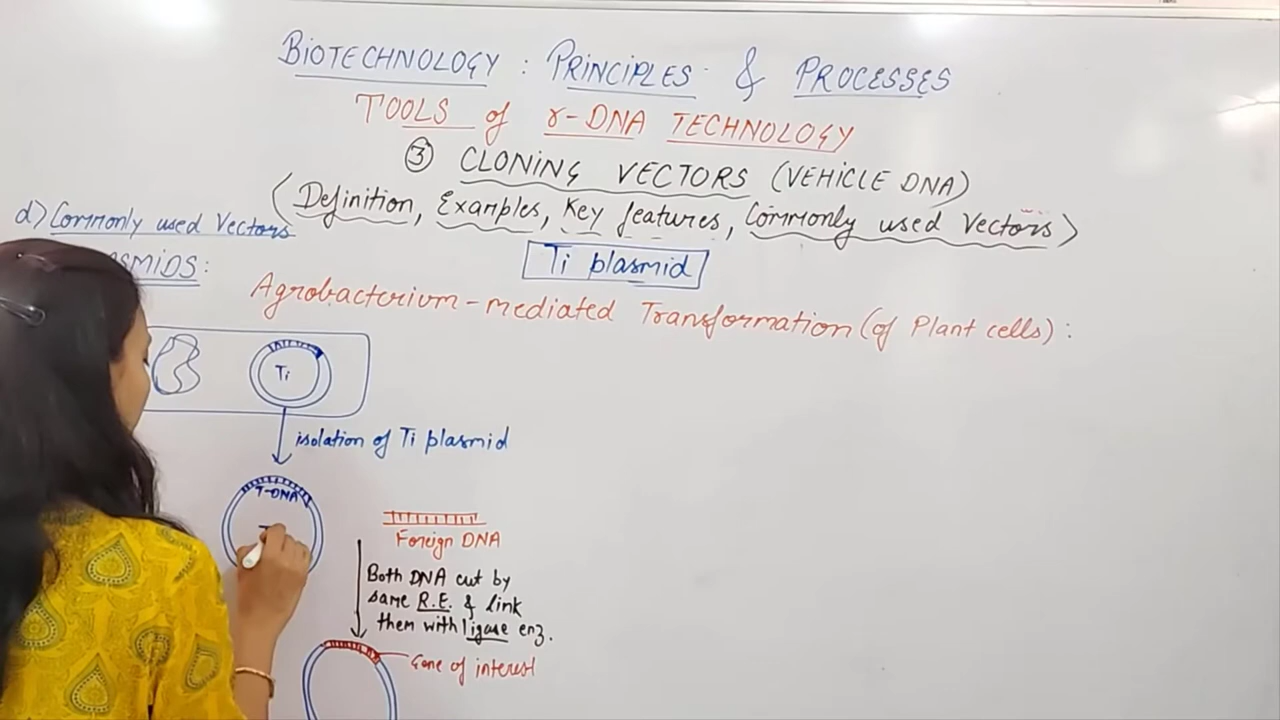 BIOTECHNOLOGY : PRINCIPLES & PROCESSES
TOOLS of r-DNA TECHNOLOGY
③ CLONING VECTORS (VEHICLE DNA)
(Definition, Examples, Key features, Commonly used Vectors)
d) Commonly used Vectors
Ti plasmid
Agrobacterium-mediated Transformation (of Plant cells) :
Ti
isolation of Ti plasmid
T-DNA
Foreign DNA
Both DNA cut by
same R.E. & link
them with ligase enz.
Gene of interest